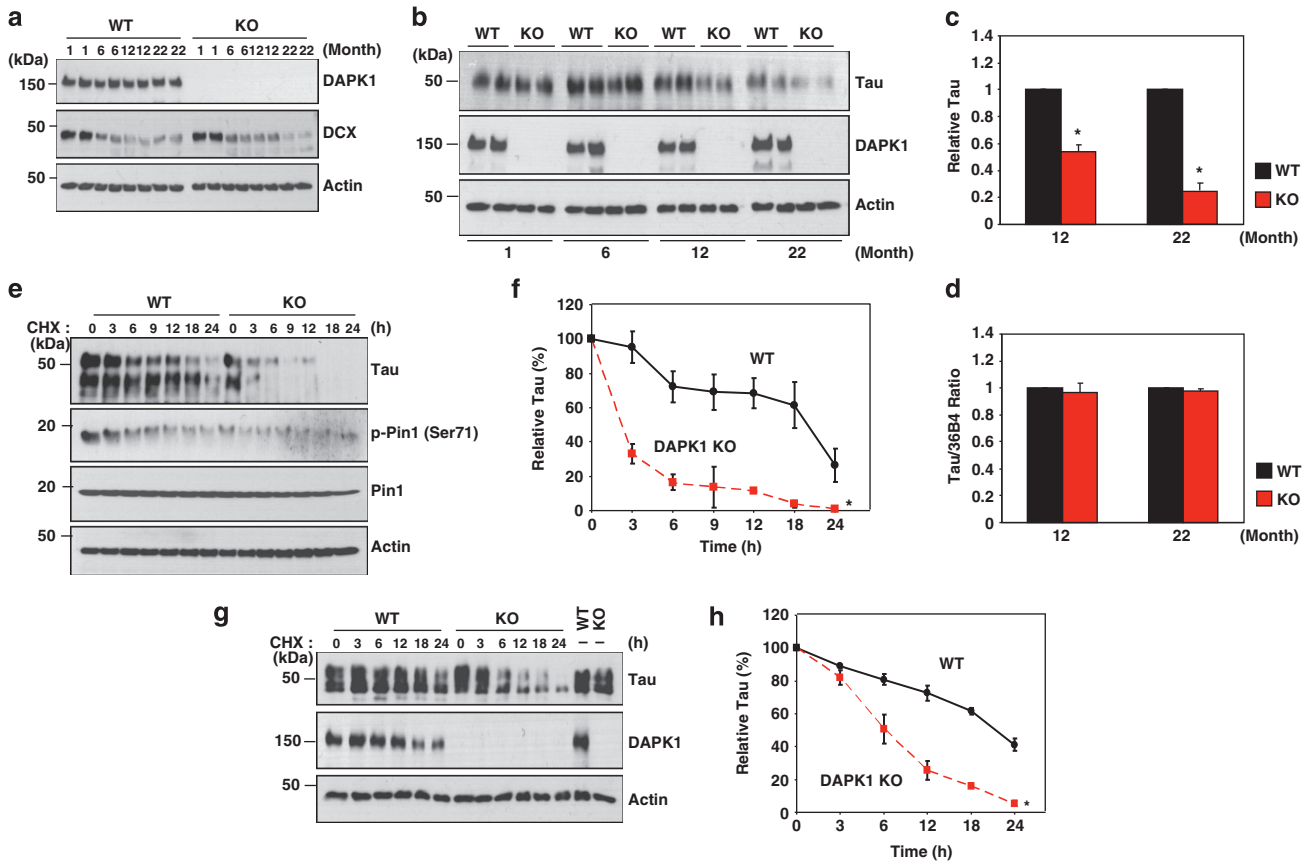 a
WT KO
1 1 6 6 12 12 22 22 1 1 6 6 12 12 22 22 (Month)
(kDa)
150
DAPK1
50
DCX
50
Actin
b
WT KO WT KO WT KO WT KO
(kDa)
50
Tau
150
DAPK1
50
Actin
1 6 12 22 (Month)
c
Relative Tau
1.4
1.2
1
0.8
0.6
0.4
0.2
0
* *
WT
KO
12 22 (Month)
d
Tau/36B4 Ratio
1.4
1.2
1
0.8
0.6
0.4
0.2
0
WT
KO
12 22 (Month)
e
WT KO
CHX : 0 3 6 9 12 18 24 0 3 6 9 12 18 24 (h)
(kDa)
50
Tau
20
p-Pin1 (Ser71)
20
Pin1
50
Actin
f
Relative Tau (%)
120
100
80
60
40
20
0
WT
DAPK1 KO
*
0 3 6 9 12 18 24
Time (h)
g
WT KO WT KO
CHX : 0 3 6 12 18 24 0 3 6 12 18 24 – – (h)
(kDa)
50
Tau
150
DAPK1
50
Actin
h
Relative Tau (%)
120
100
80
60
40
20
0
WT
DAPK1 KO
*
0 3 6 12 18 24
Time (h)